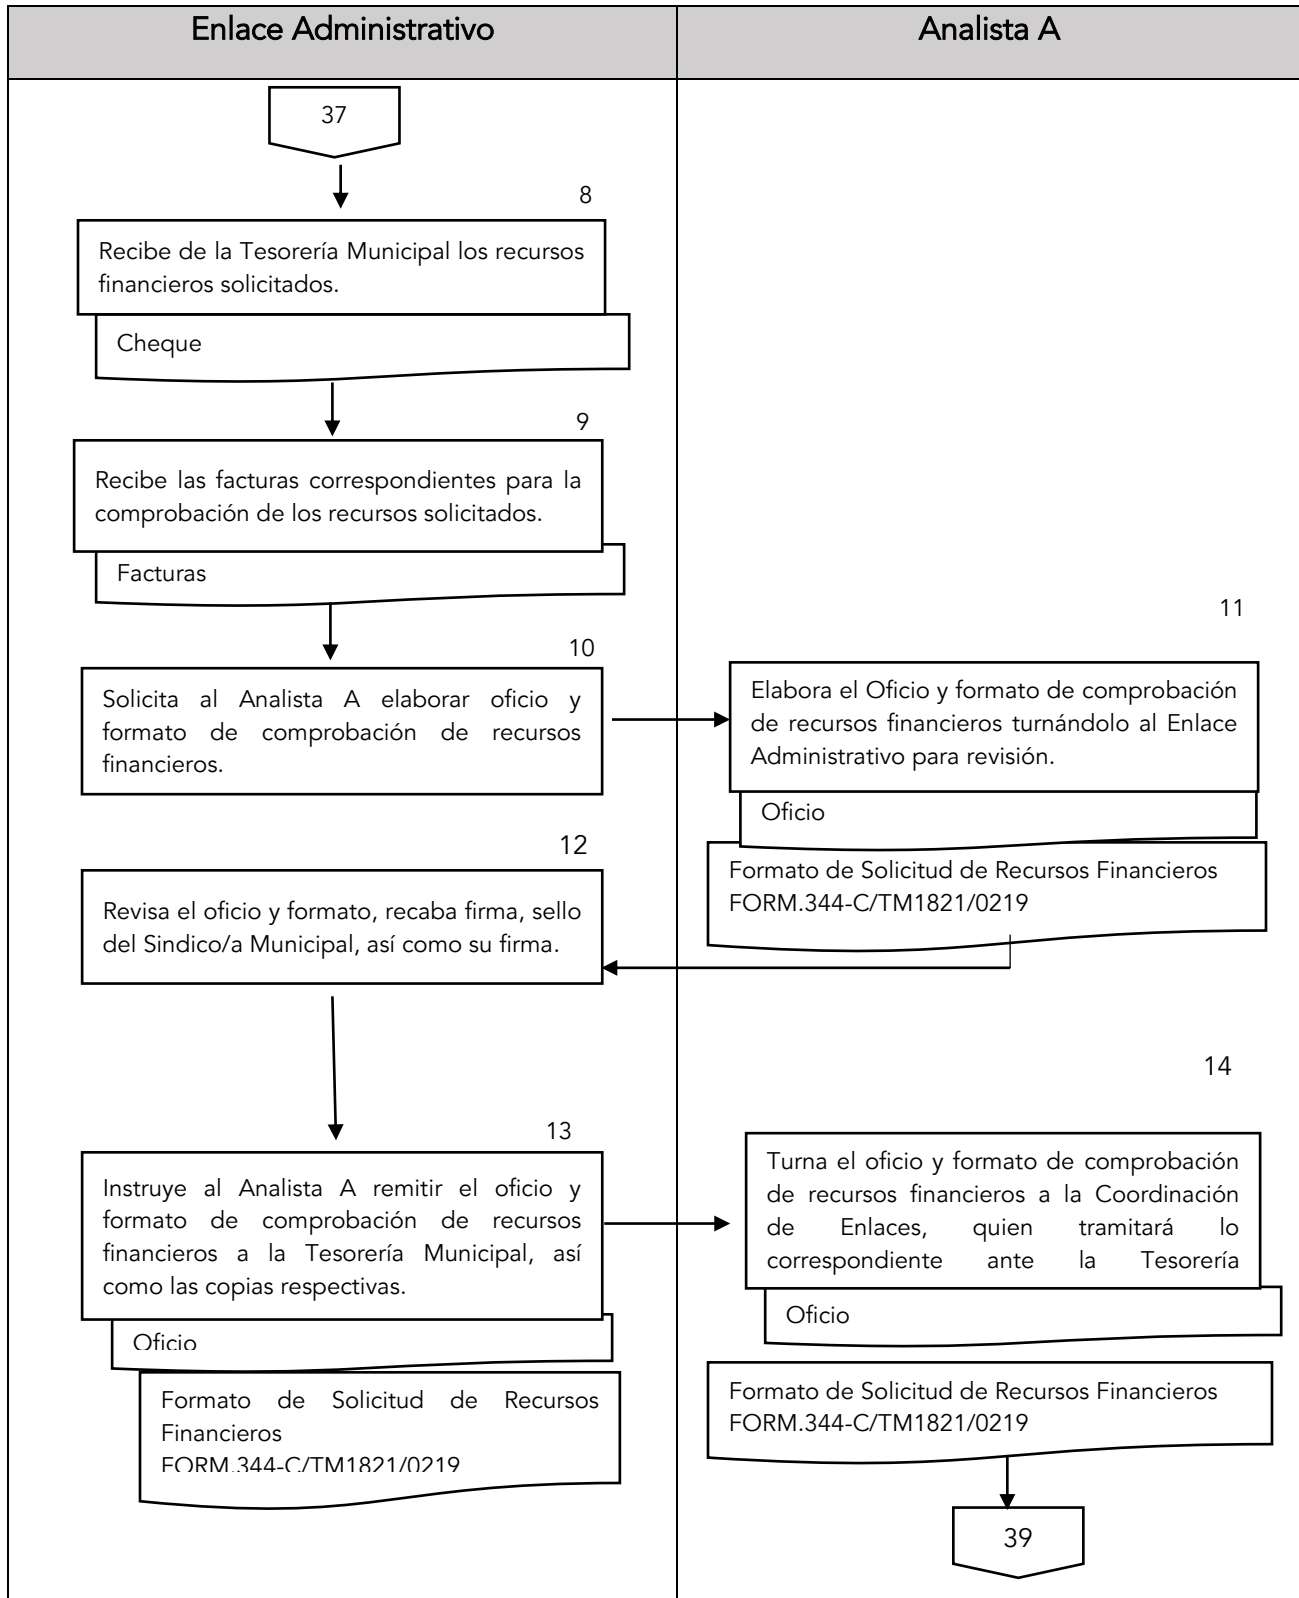 Enlace Administrativo
Analista A
37
8
Recibe de la Tesorería Municipal los recursos
financieros solicitados.
Cheque
9
Recibe las facturas correspondientes para la
comprobación de los recursos solicitados.
Facturas
10
Solicita al Analista A elaborar oficio y
formato de comprobación de recursos
financieros.
11
Elabora el Oficio y formato de comprobación
de recursos financieros turnándolo al Enlace
Administrativo para revisión.
Oficio
Formato de Solicitud de Recursos Financieros
FORM.344-C/TM1821/0219
12
Revisa el oficio y formato, recaba firma, sello
del Sindico/a Municipal, así como su firma.
13
Instruye al Analista A remitir el oficio y
formato de comprobación de recursos
financieros a la Tesorería Municipal, así
como las copias respectivas.
Oficio
Formato de Solicitud de Recursos
Financieros
FORM.344-C/TM1821/0219
14
Turna el oficio y formato de comprobación
de recursos financieros a la Coordinación
de Enlaces, quien tramitará lo
correspondiente ante la Tesorería
Oficio
Formato de Solicitud de Recursos Financieros
FORM.344-C/TM1821/0219
39